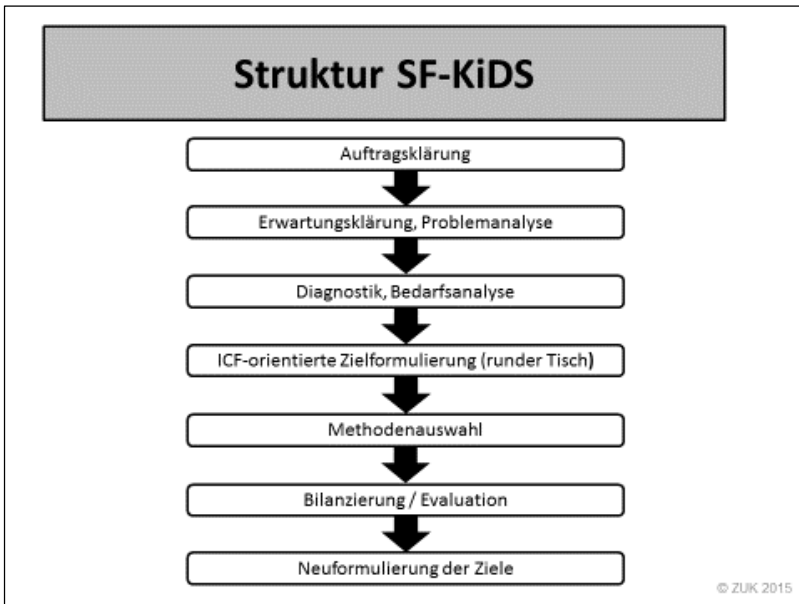 Struktur SF-KiDS
Auftragsklärung
Erwartungsklärung, Problemanalyse
Diagnostik, Bedarfsanalyse
ICF-orientierte Zielformulierung (runder Tisch)
Methodenauswahl
Bilanzierung / Evaluation
Neuformulierung der Ziele
© ZUK 2015